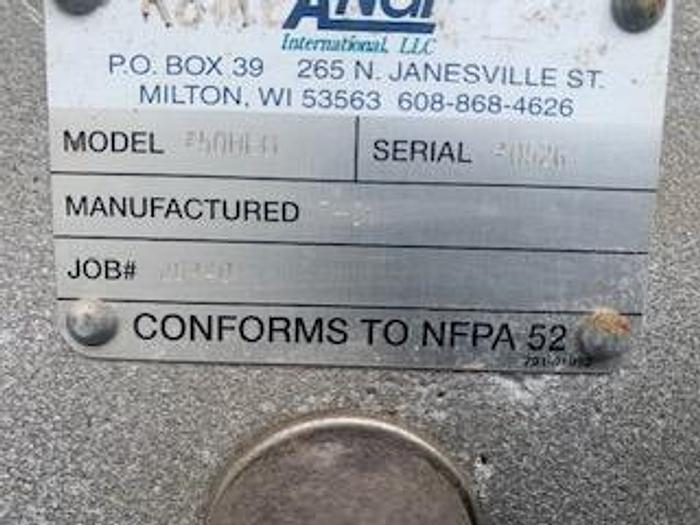 ANGI
International, LLC
P.O. BOX 39 265 N. JANESVILLE ST.
MILTON, WI 53563 608-868-4626
MODEL SERIAL
MANUFACTURED
JOB#
CONFORMS TO NFPA 52